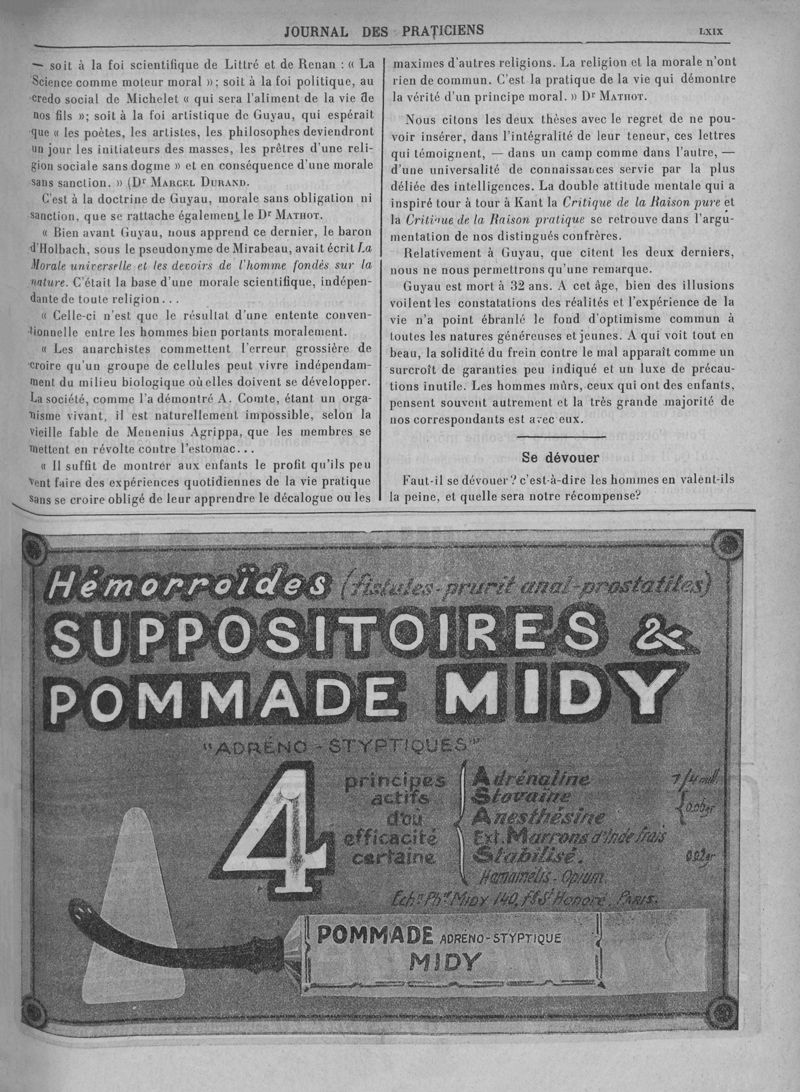 JOURNAL DES PRATICIENS
LXIX
— soit à la foi scientifique de Littré et de Renan : « La
Science comme moteur moral » ; soit à la foi politique, au
credo social de Michelet « qui sera l'aliment de la vie de
nos fils »; soit à la foi artistique de Guyau, qui espérait
que « les poètes, les artistes, les philosophes deviendront
un jour les initiateurs des masses, les prêtres d'une reli-
gion sociale sans dogme » et en conséquence d'une morale
sans sanction. » (Dr MARCEL DURAND.
C'est à la doctrine de Guyau, morale sans obligation ni
sanction, que se rattache également le Dr MATHOT.
« Bien avant Guyau, nous apprend ce dernier, le baron
d'Holbach, sous le pseudonyme de Mirabeau, avait écrit La
Morale universelle et les devoirs de l'homme fondés sur la
nature. C'était la base d'une morale scientifique, indépen-
dante de toute religion...
« Celle-ci n'est que le résultat d'une entente conven-
tionnelle entre les hommes bien portants moralement.
« Les anarchistes commettent l'erreur grossière de
croire qu'un groupe de cellules peut vivre indépendam-
ment du milieu biologique où elles doivent se développer.
La société, comme l'a démontré A. Comte, étant un orga-
nisme vivant, il est naturellement impossible, selon la
vieille fable de Menenius Agrippa, que les membres se
mettent en révolte contre l'estomac...
« Il suffit de montrer aux enfants le profit qu'ils peu
vent faire des expériences quotidiennes de la vie pratique
sans se croire obligé de leur apprendre le décalogue ou les
maximes d'autres religions. La religion et la morale n'ont
rien de commun. C'est la pratique de la vie qui démontre
la vérité d'un principe moral. » Dr MATHOT.
Nous citons les deux thèses avec le regret de ne pou-
voir insérer, dans l'intégralité de leur teneur, ces lettres
qui témoignent, — dans un camp comme dans l'autre, —
d'une universalité de connaissances servie par la plus
déliée des intelligences. La double attitude mentale qui a
inspiré tour à tour à Kant la Critique de la Raison pure et
la Critique de la Raison pratique se retrouve dans l'argu-
mentation de nos distingués confrères.
Relativement à Guyau, que citent les deux derniers,
nous ne nous permettrons qu'une remarque.
Guyau est mort à 32 ans. A cet âge, bien des illusions
voilent les constatations des réalités et l'expérience de la
vie n'a point ébranlé le fond d'optimisme commun à
toutes les natures généreuses et jeunes. A qui voit tout en
beau, la solidité du frein contre le mal apparaît comme un
surcroît de garanties peu indiqué et un luxe de précau-
tions inutile. Les hommes mûrs, ceux qui ont des enfants,
pensent souvent autrement et la très grande majorité de
nos correspondants est avec eux.
Se dévouer
Faut-il se dévouer ? c'est-à-dire les hommes en valent-ils
la peine, et quelle sera notre récompense?
Hémorroïdes (fistules-prurit anal-prostatites)
SUPPOSITOIRES &
POMMADE MIDY
"ADRÉNO-STYPTIQUES"
4 principes actifs d'où efficacité certaine
Adrénaline 1/4 mill.
Stovaïne
Anesthésine
Ext. Marrons d'Inde frais
Stabilisé. 0.02gr
Hamamelis-Opium.
Echons Phie MIDY 140, Fg St Honoré, PARIS.
POMMADE ADRÉNO-STYPTIQUE
MIDY